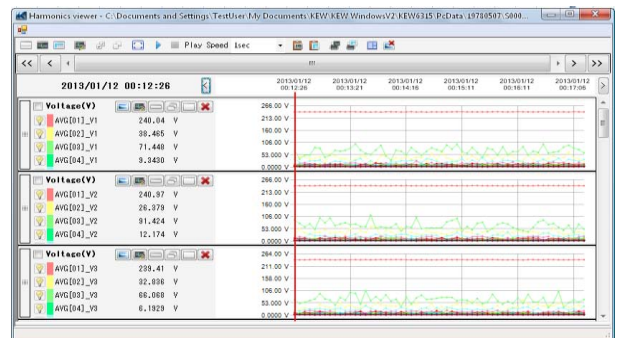 Harmonics viewer - C:\Documents and Settings\TestUser\My Documents\KEW\KEW WindowsV2\KEW6315\PcData\19780507\S000...
Play Speed 1sec
<< < > >>
2013/01/12 00:12:26 <
2013/01/12 2013/01/12 2013/01/12 2013/01/12 2013/01/12 2013/01/12 >
00:12:26 00:13:21 00:14:16 00:15:11 00:16:11 00:17:06
Voltage(V)
AVG[01]_V1 240.04 V
AVG[02]_V1 38.465 V
AVG[03]_V1 71.448 V
AVG[04]_V1 9.3430 V
266.00 V
213.00 V
160.00 V
106.00 V
53.000 V
0.0000 V
Voltage(V)
AVG[01]_V2 240.97 V
AVG[02]_V2 26.379 V
AVG[03]_V2 91.424 V
AVG[04]_V2 12.174 V
266.00 V
213.00 V
160.00 V
106.00 V
53.000 V
0.0000 V
Voltage(V)
AVG[01]_V3 239.41 V
AVG[02]_V3 32.936 V
AVG[03]_V3 66.068 V
AVG[04]_V3 6.1929 V
264.00 V
211.00 V
158.00 V
106.00 V
53.000 V
0.0000 V